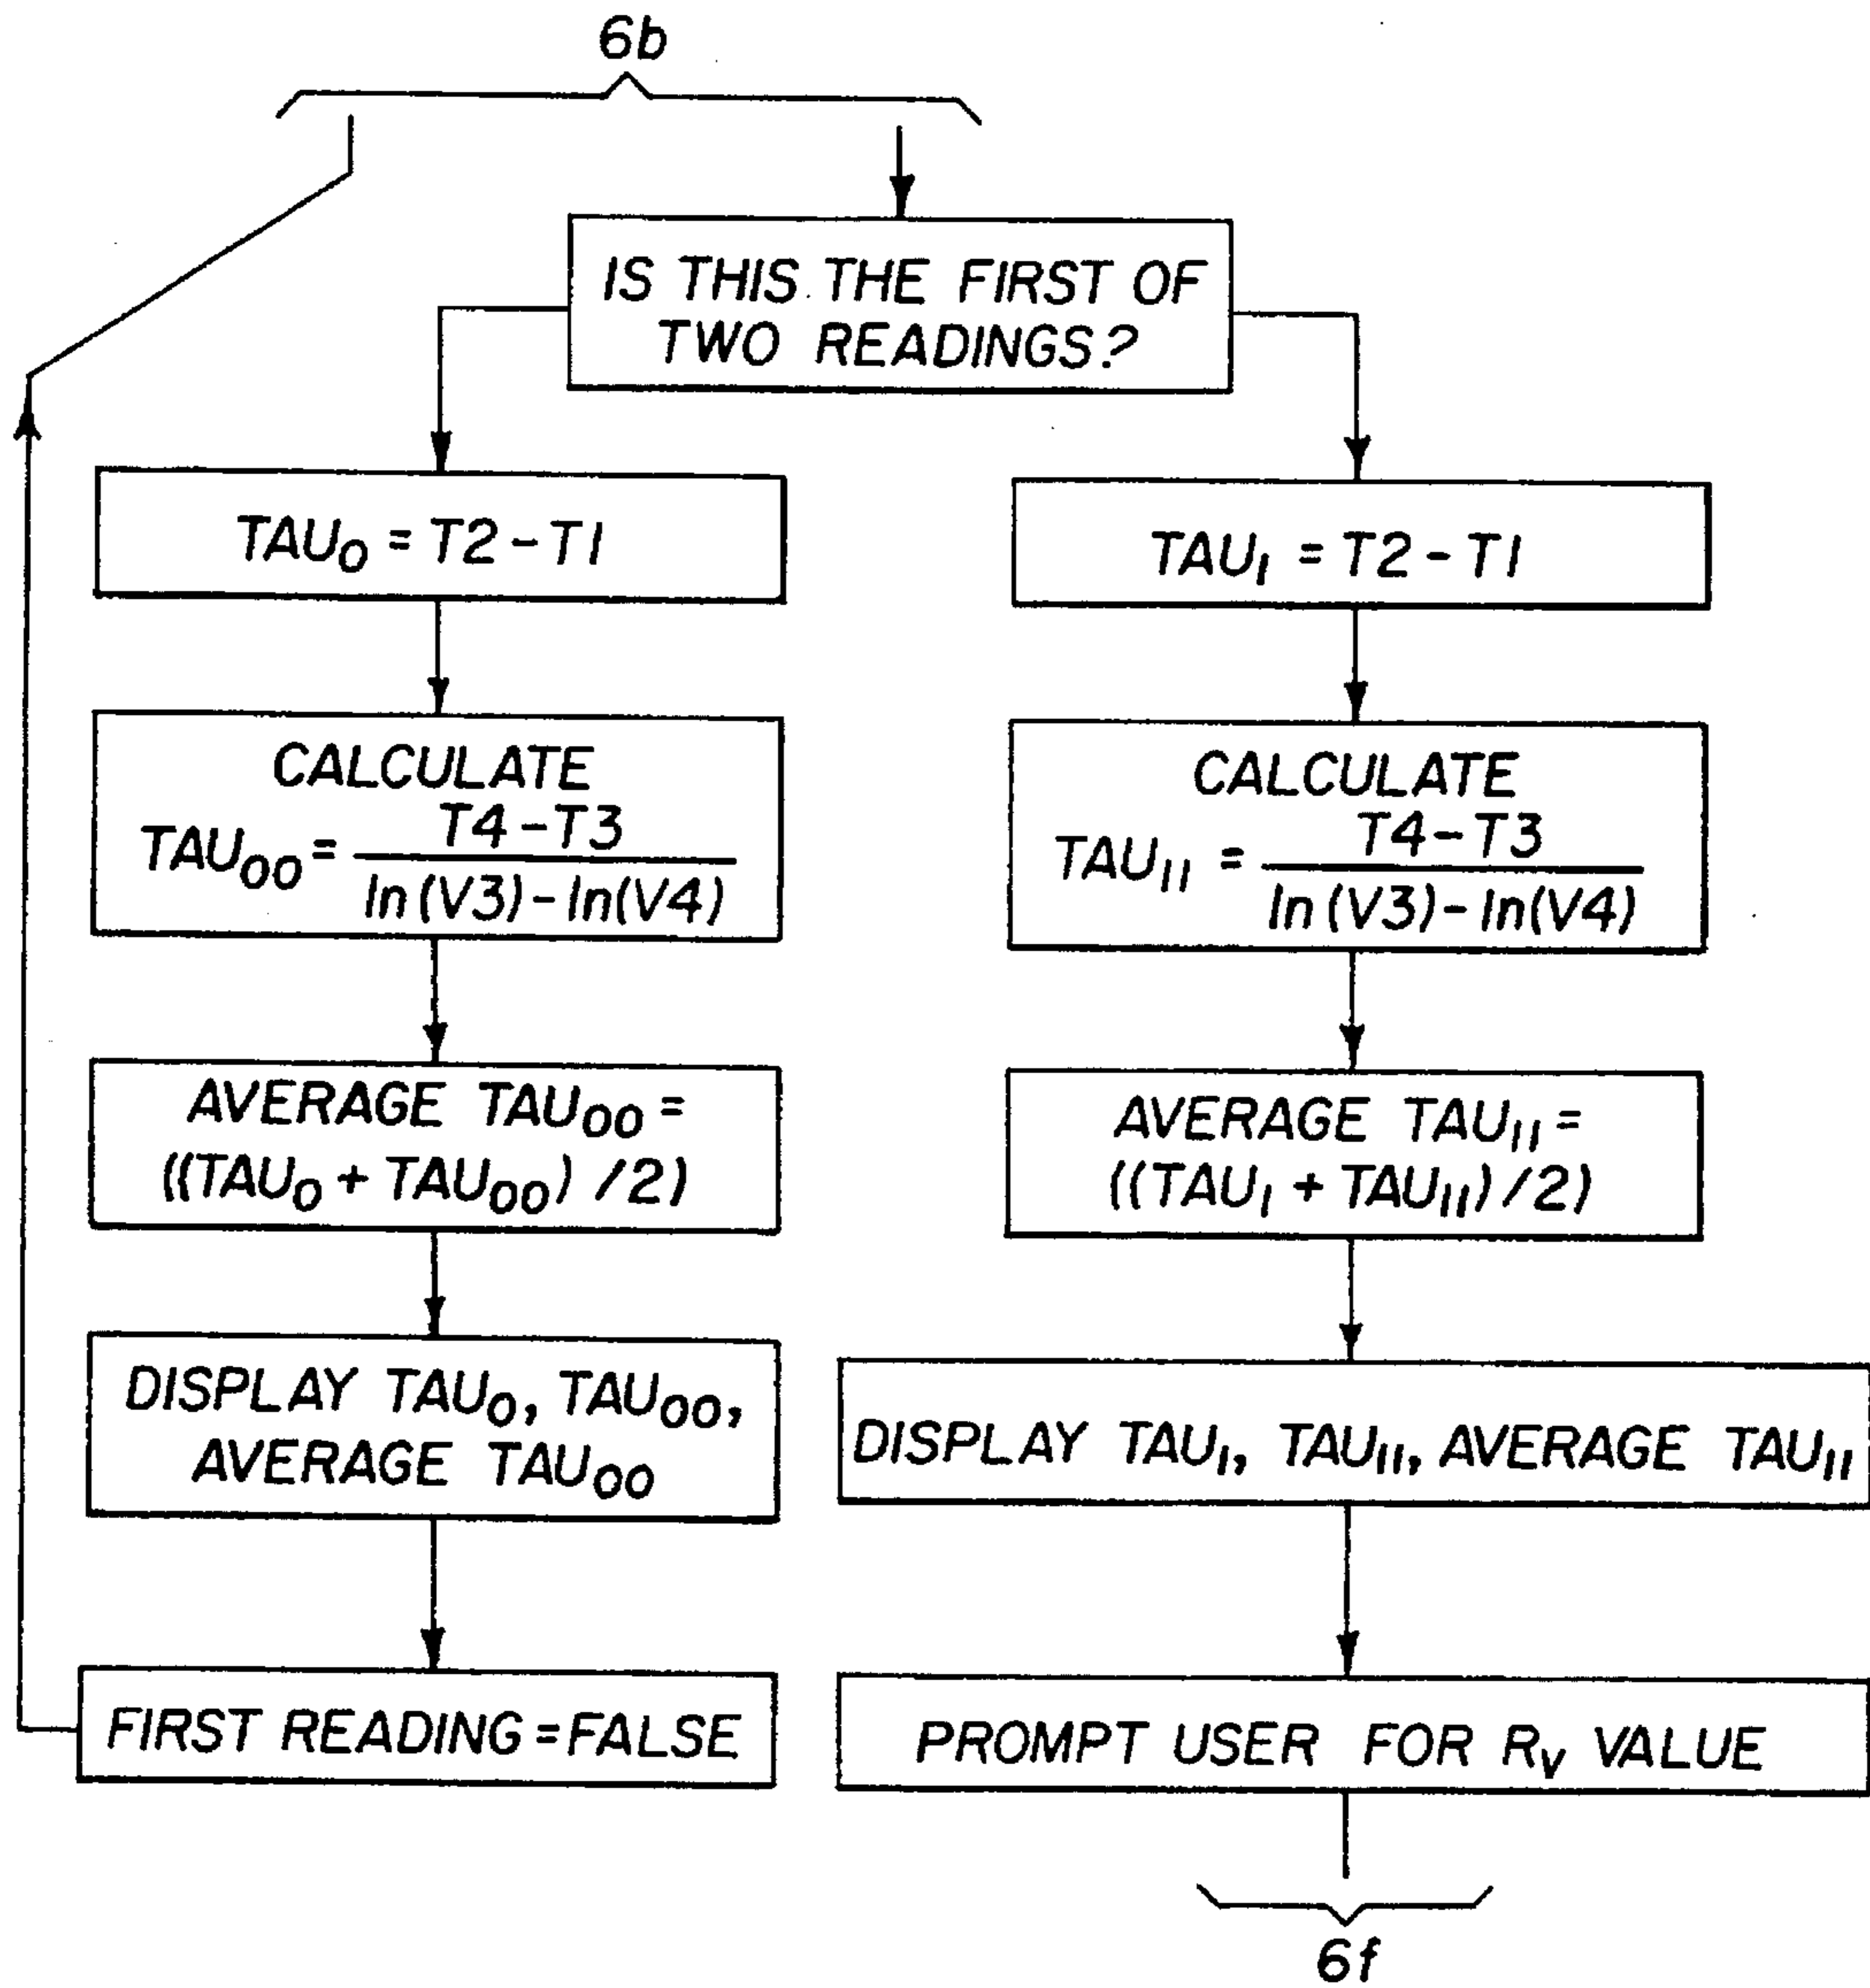 6b
IS THIS THE FIRST OF
TWO READINGS?
TAU₀ = T2 - T1
CALCULATE
TAU₀₀ = T4 - T3
ln (V3) - ln(V4)
AVERAGE TAU₀₀ =
((TAU₀ + TAU₀₀) /2)
DISPLAY TAU₀, TAU₀₀,
AVERAGE TAU₀₀
FIRST READING = FALSE
TAU₁ = T2 - T1
CALCULATE
TAU₁₁ = T4 - T3
ln (V3) - ln(V4)
AVERAGE TAU₁₁ =
((TAU₁ + TAU₁₁) /2)
DISPLAY TAU₁, TAU₁₁, AVERAGE TAU₁₁
PROMPT USER FOR Rᵥ VALUE
6f